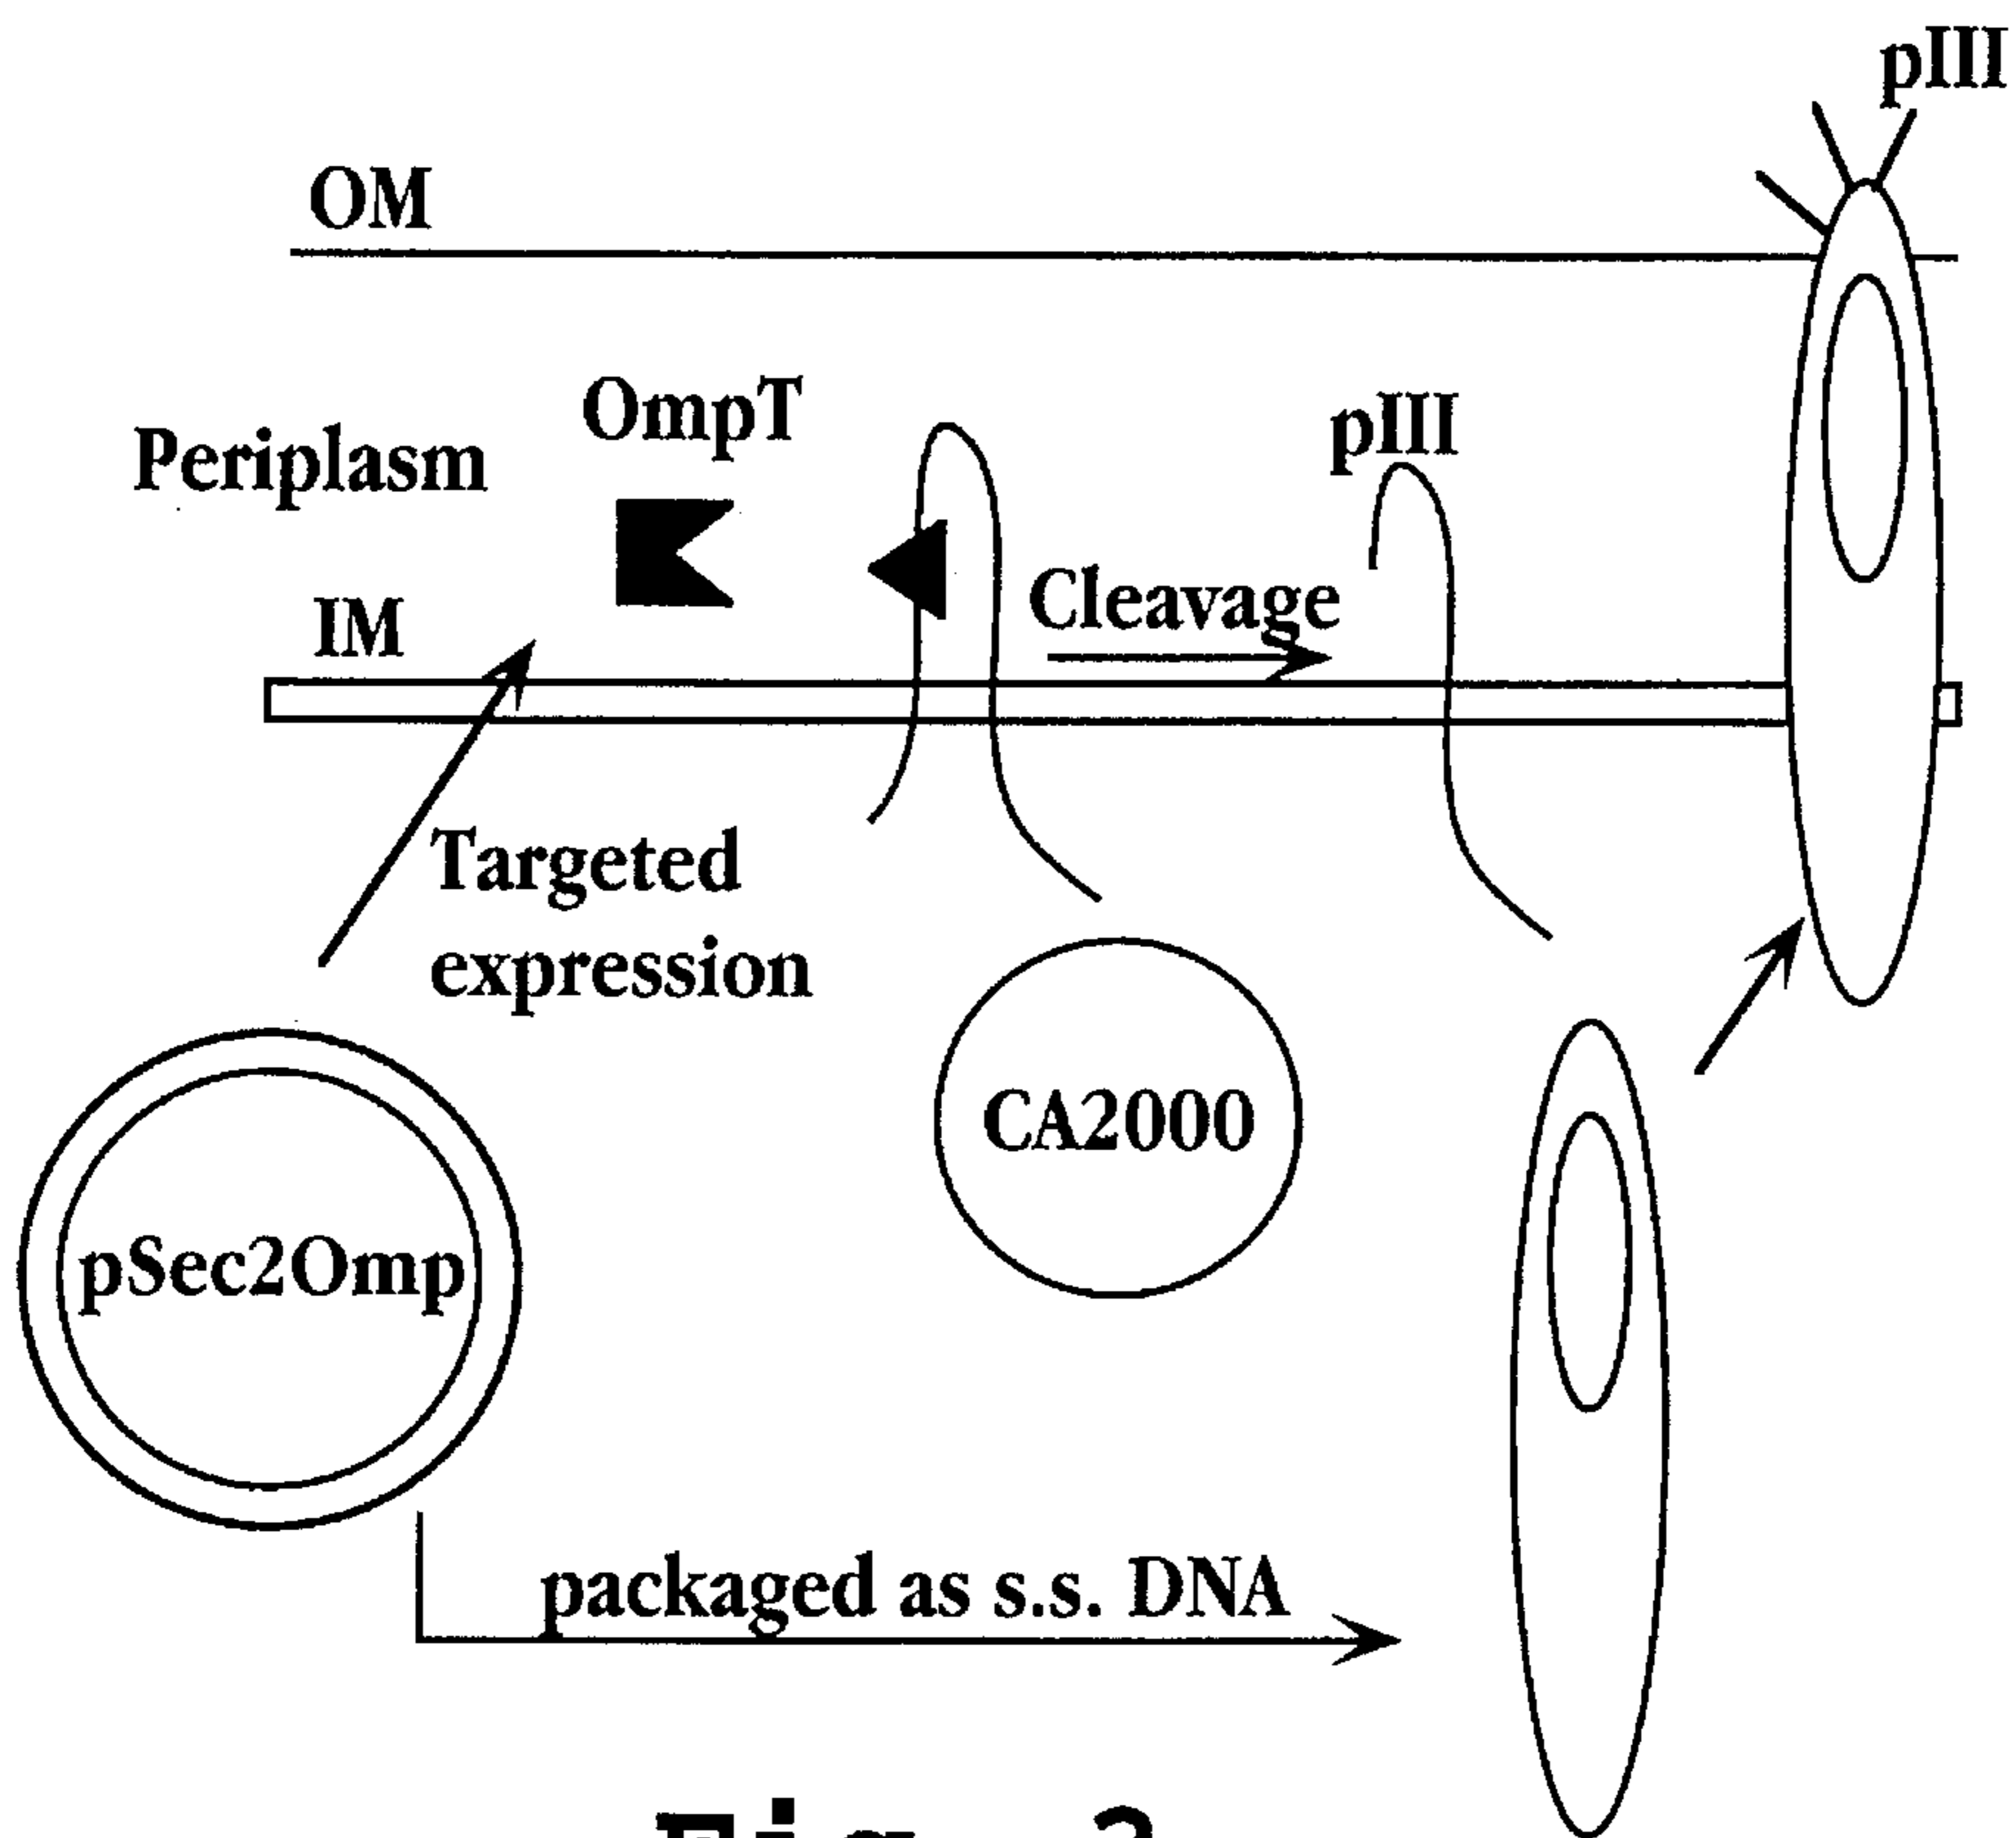 pIII
OM
OmpT
pIII
Periplasm
Cleavage
IM
Targeted
expression
CA2000
pSec2Omp
packaged as s.s. DNA